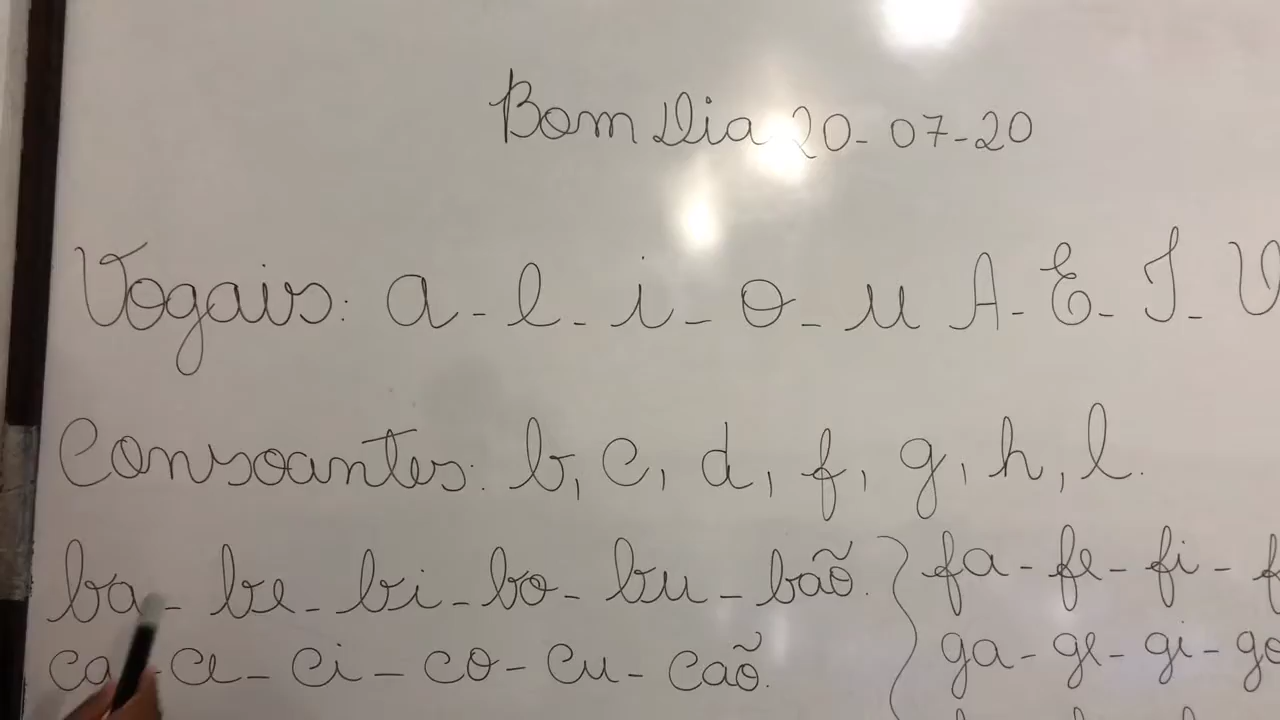 Bom Dia 20-07-20
Vogais: a - e - i - o - u A - E - I -
Consoantes: b, c, d, f, g, h, l.
ba - be - bi - bo - bu - bão. } fa - fe - fi -
ca - ce - ci - co - cu - cão. ga - ge - gi - go